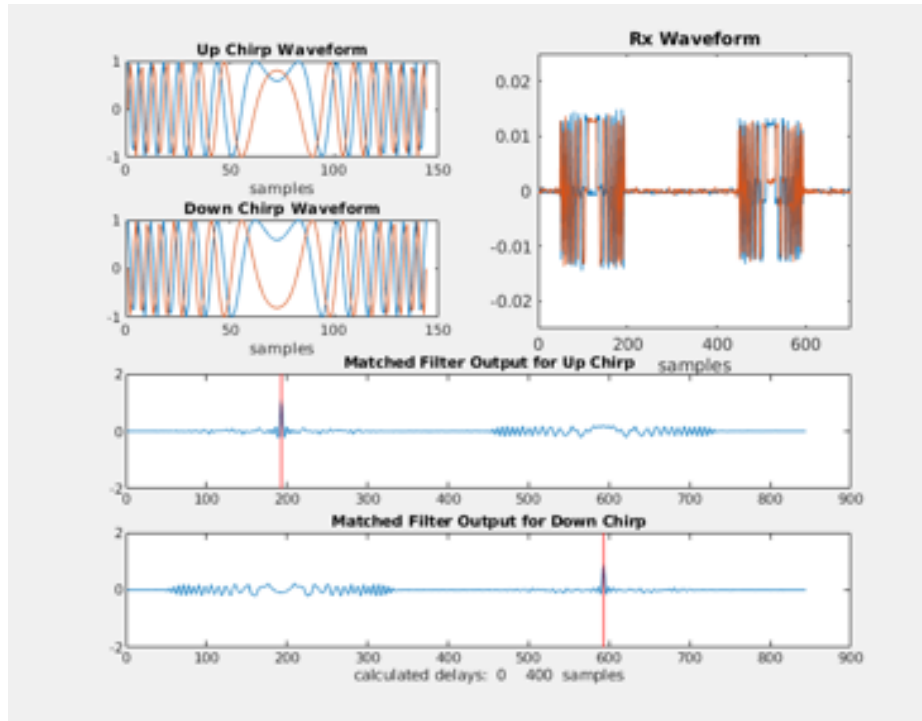 Up Chirp Waveform
1
0
-1
0 50 100 150
samples
Down Chirp Waveform
1
0
-1
0 50 100 150
samples
Rx Waveform
0.02
0.01
0
-0.01
-0.02
0 200 400 600
samples
Matched Filter Output for Up Chirp
2
0
-2
0 100 200 300 400 500 600 700 800 900
Matched Filter Output for Down Chirp
2
0
-2
0 100 200 300 400 500 600 700 800 900
calculated delays: 0 400 samples